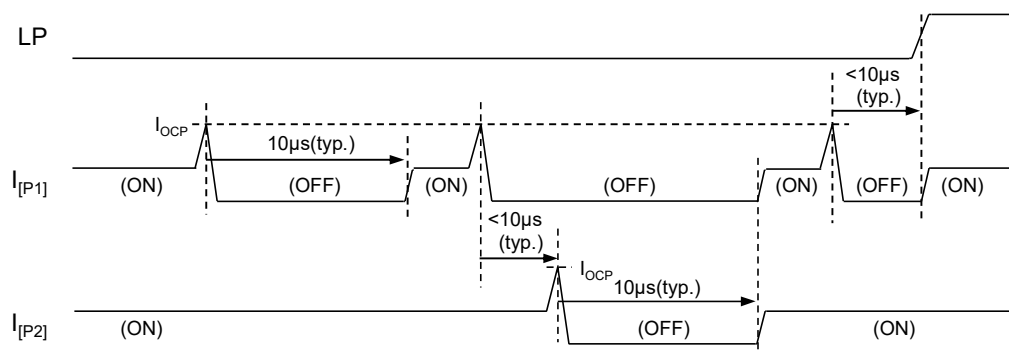 LP
<10μs
(typ.)
IOCP
10μs(typ.)
I[P1]
(ON)
(OFF)
(ON)
(OFF)
(ON)
(OFF)
(ON)
<10μs
(typ.)
IOCP
10μs(typ.)
I[P2]
(ON)
(OFF)
(ON)